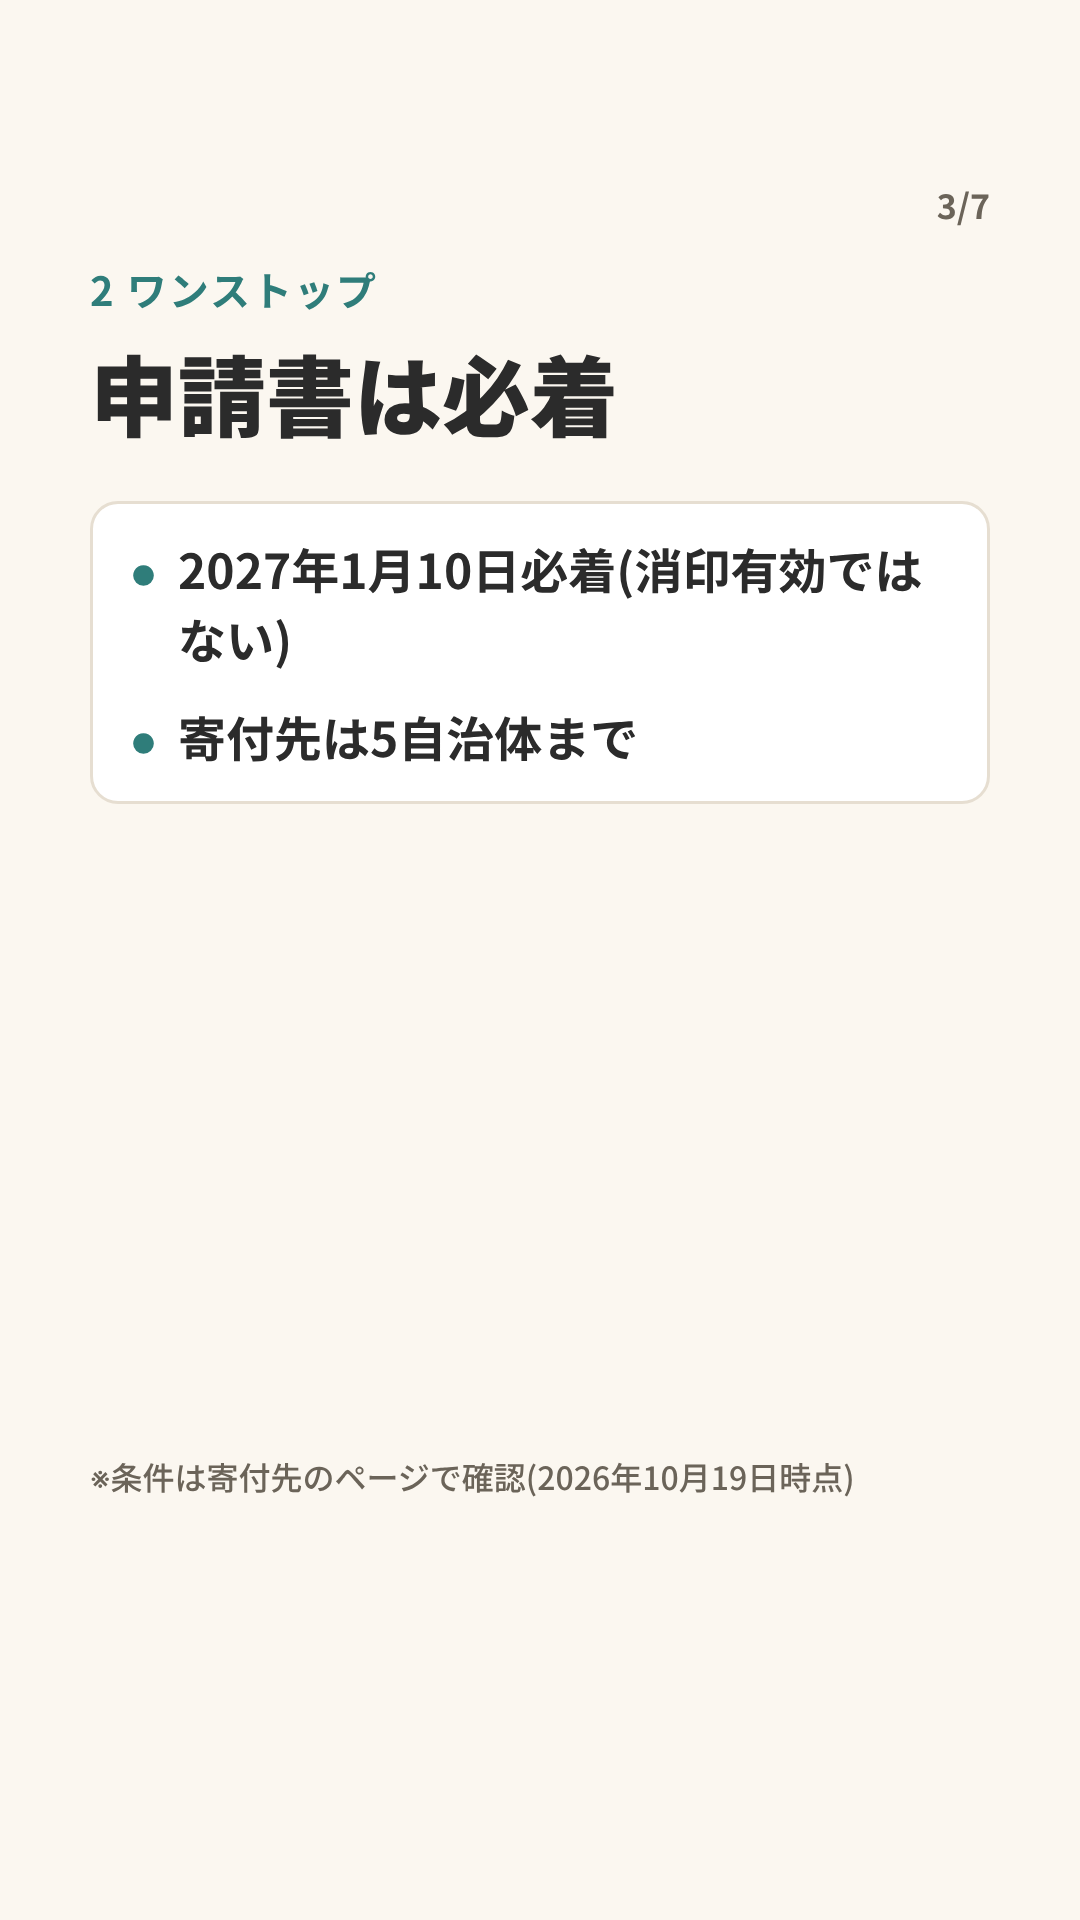 3/7
2 ワンストップ
申請書は必着
• 2027年1月10日必着(消印有効では
ない)
• 寄付先は5自治体まで
※条件は寄付先のページで確認(2026年10月19日時点)